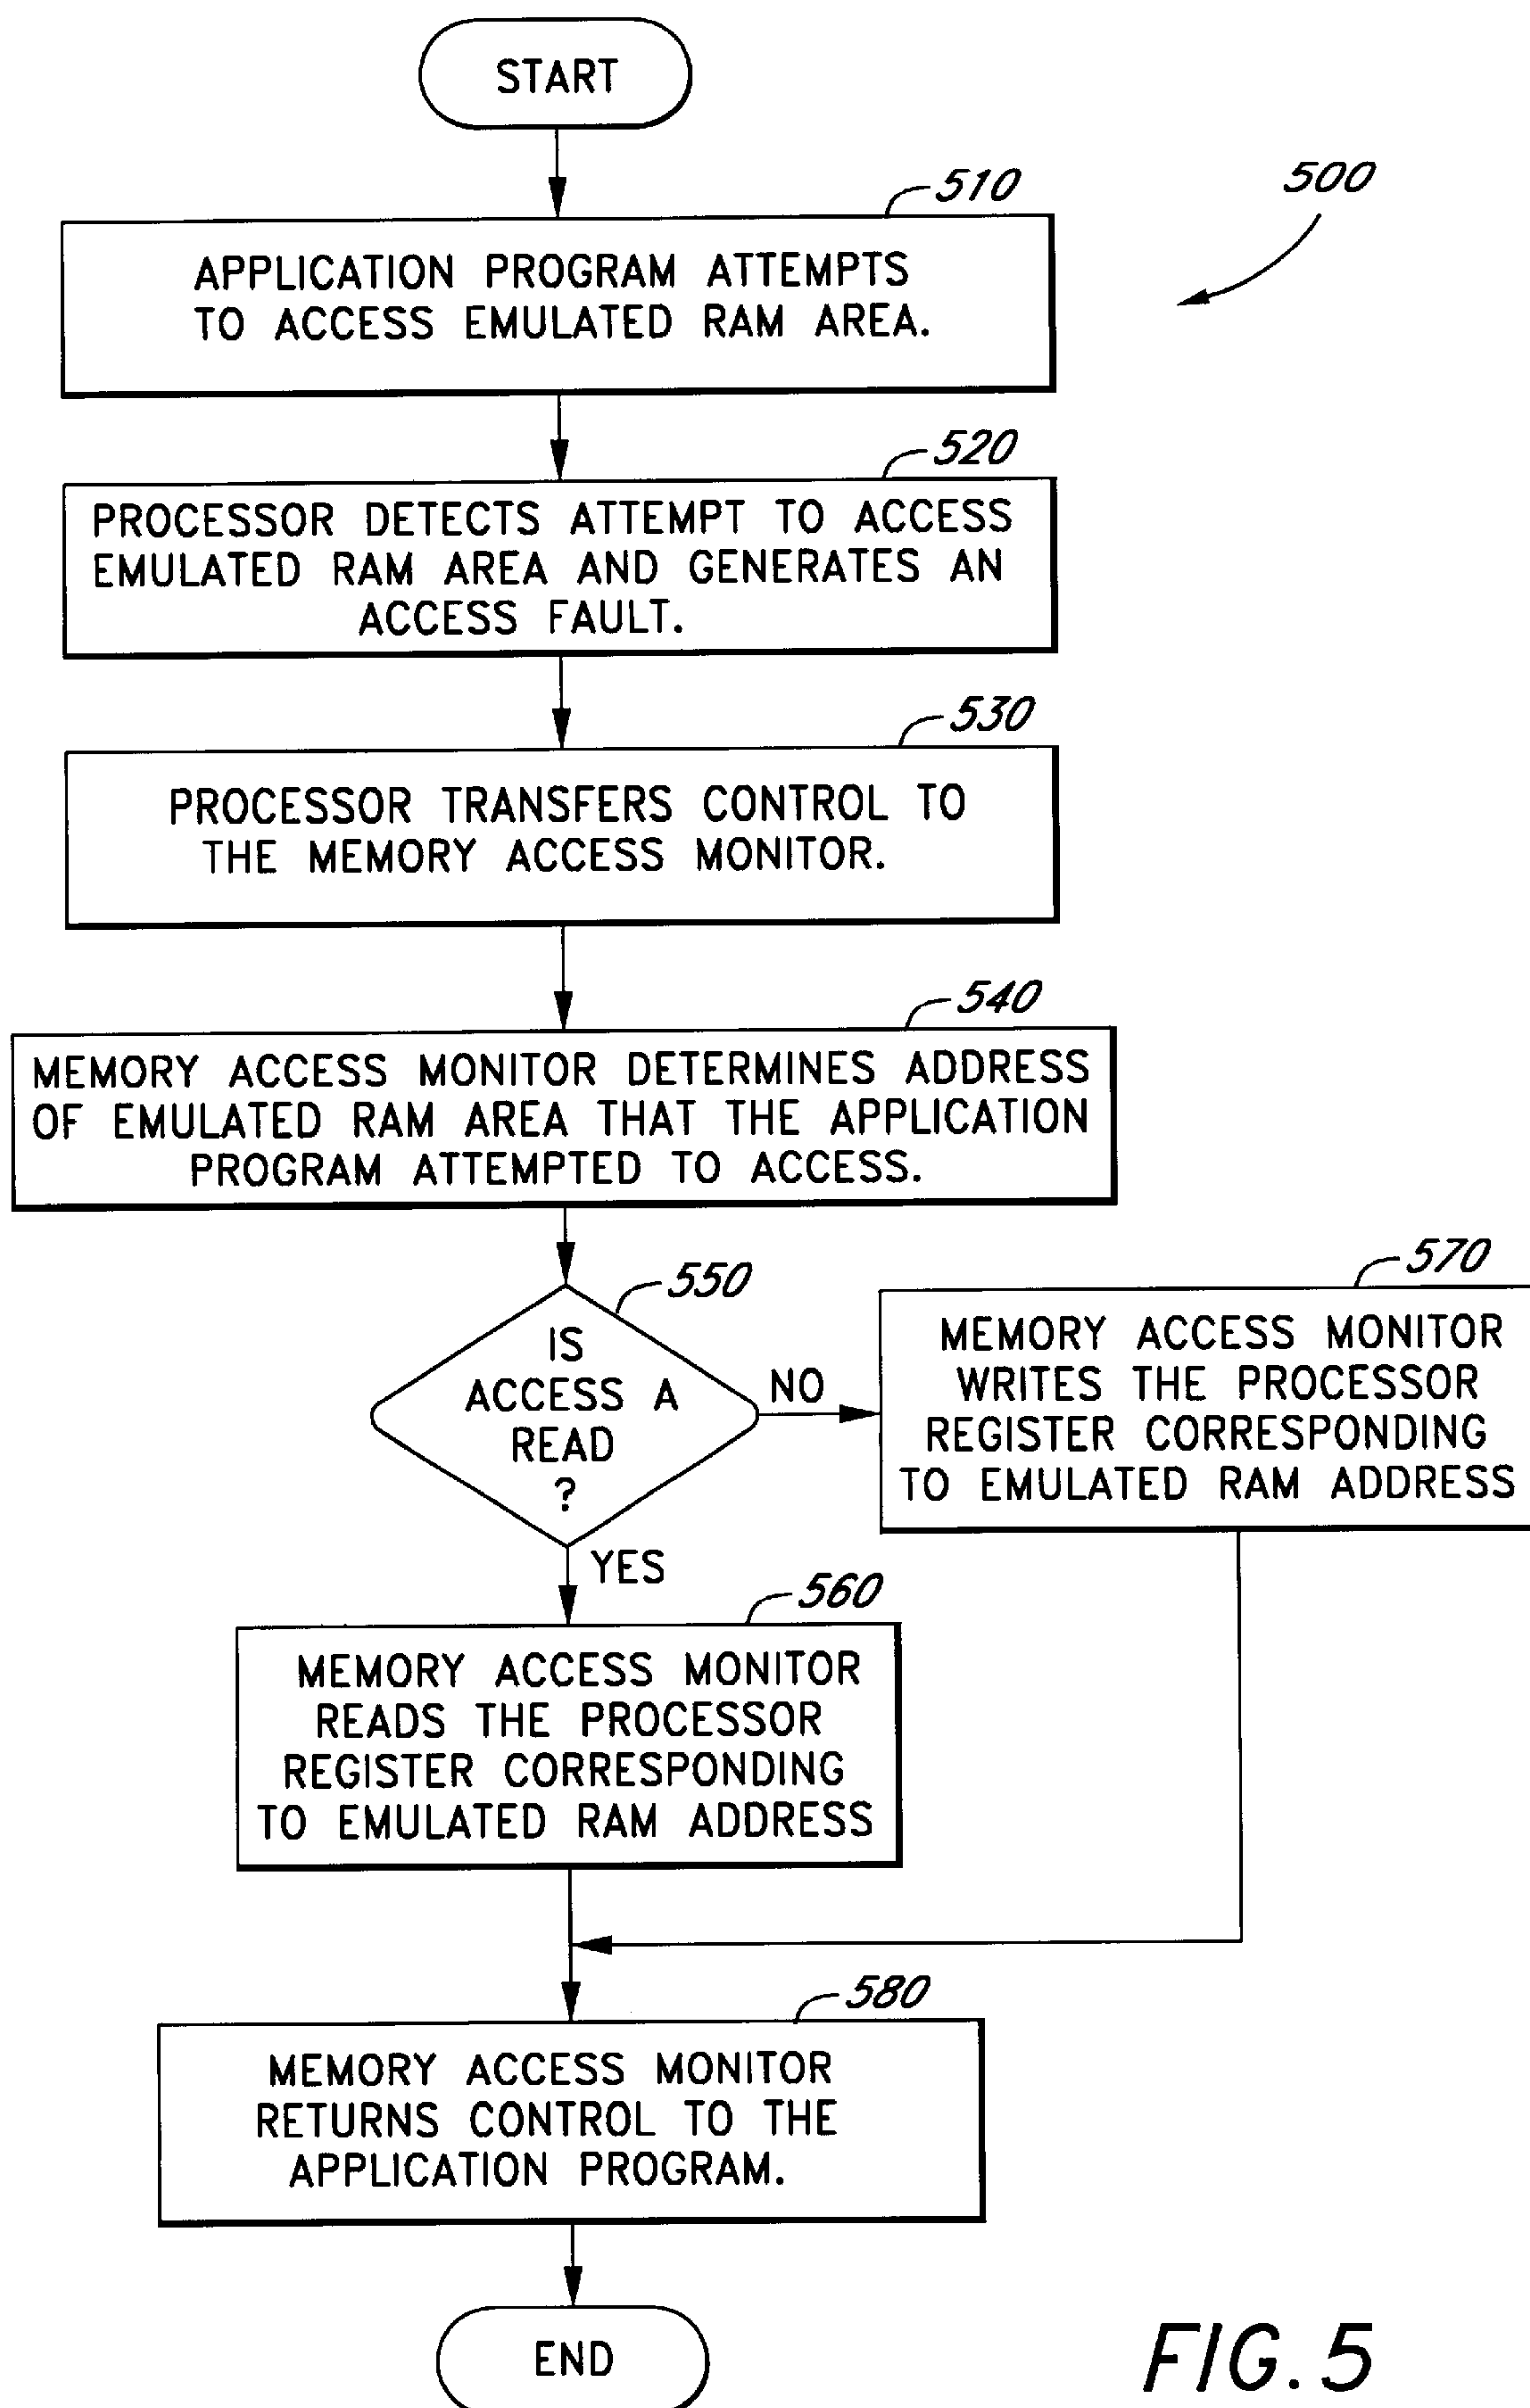 START
500
510
APPLICATION PROGRAM ATTEMPTS
TO ACCESS EMULATED RAM AREA.
520
PROCESSOR DETECTS ATTEMPT TO ACCESS
EMULATED RAM AREA AND GENERATES AN
ACCESS FAULT.
530
PROCESSOR TRANSFERS CONTROL TO
THE MEMORY ACCESS MONITOR.
540
MEMORY ACCESS MONITOR DETERMINES ADDRESS
OF EMULATED RAM AREA THAT THE APPLICATION
PROGRAM ATTEMPTED TO ACCESS.
550
IS
ACCESS A
READ
?
NO
570
MEMORY ACCESS MONITOR
WRITES THE PROCESSOR
REGISTER CORRESPONDING
TO EMULATED RAM ADDRESS
YES
560
MEMORY ACCESS MONITOR
READS THE PROCESSOR
REGISTER CORRESPONDING
TO EMULATED RAM ADDRESS
580
MEMORY ACCESS MONITOR
RETURNS CONTROL TO THE
APPLICATION PROGRAM.
END
FIG. 5